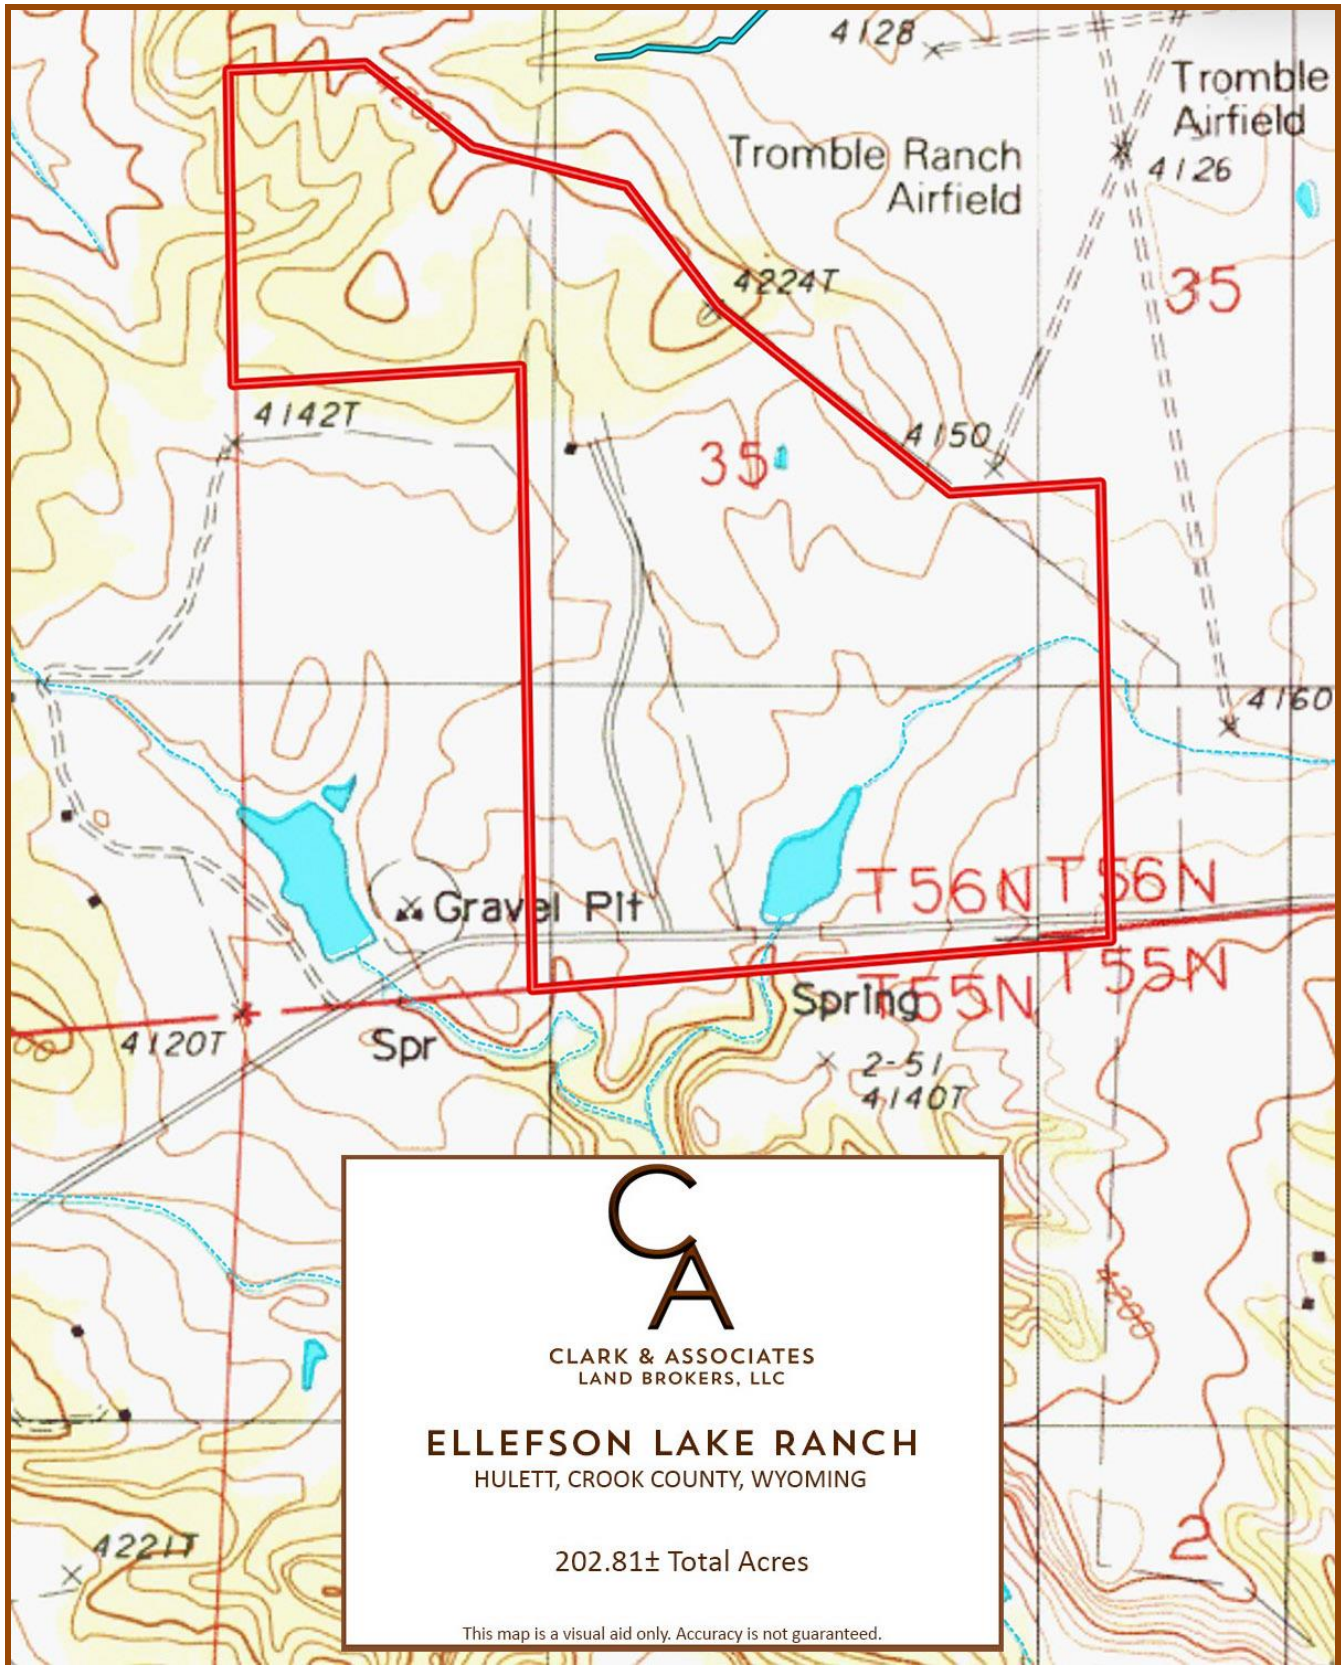 4128
Tromble
Airfield
4126
Tromble Ranch
Airfield
4200
4224T
35
4142T
4150
35
4160
T56N T56N
Gravel Pit
T55N T55N
Spring
4120T
Spr
2-51
4140T
4200
CA
CLARK & ASSOCIATES
LAND BROKERS, LLC
ELLEFSON LAKE RANCH
HULETT, CROOK COUNTY, WYOMING
202.81± Total Acres
This map is a visual aid only. Accuracy is not guaranteed.
4221T
2